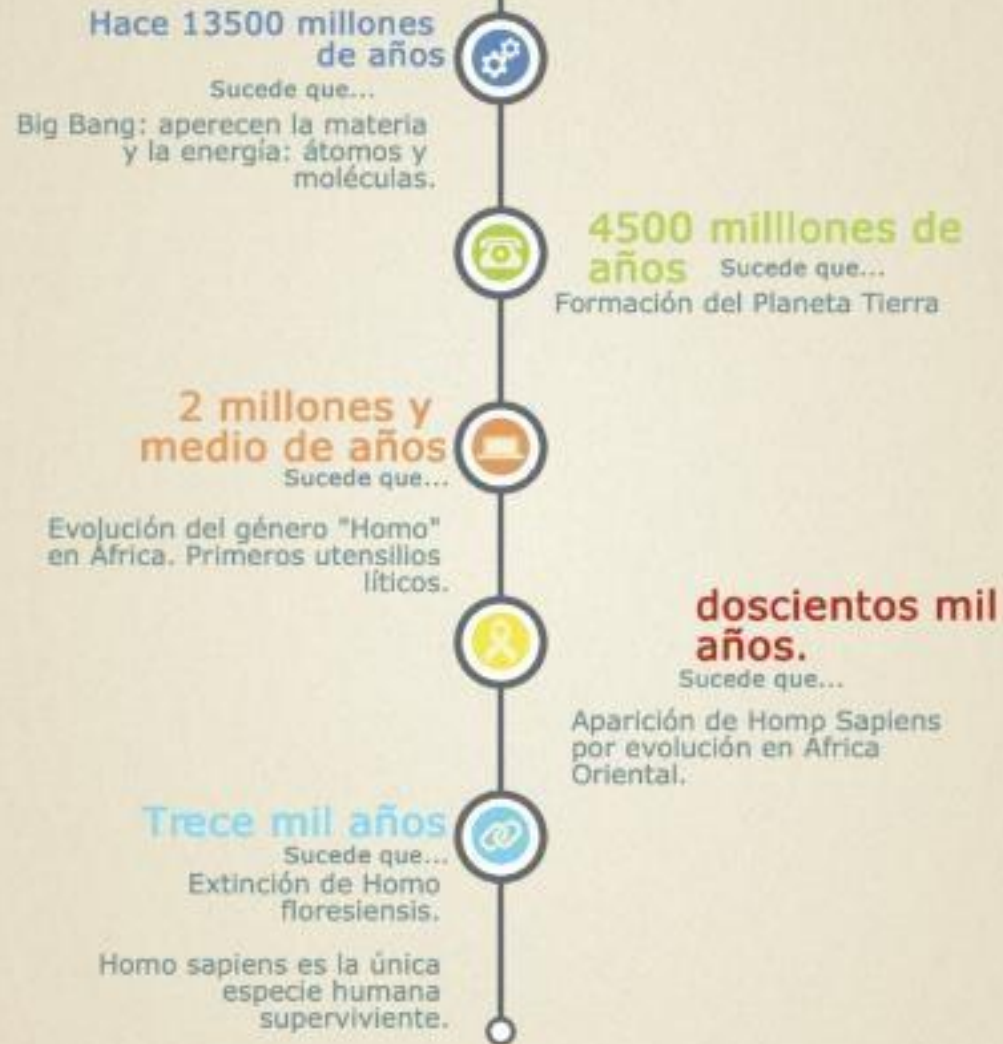 Hace 13500 millones
de años
Sucede que...
Big Bang: aperecen la materia
y la energía: átomos y
moléculas.
4500 milllones de
años Sucede que...
Formación del Planeta Tierra
2 millones y
medio de años
Sucede que...
Evolución del género "Homo"
en África. Primeros utensilios
líticos.
doscientos mil
años.
Sucede que...
Aparición de Homp Sapiens
por evolución en África
Oriental.
Trece mil años
Sucede que...
Extinción de Homo
floresiensis.
Homo sapiens es la única
especie humana
superviviente.